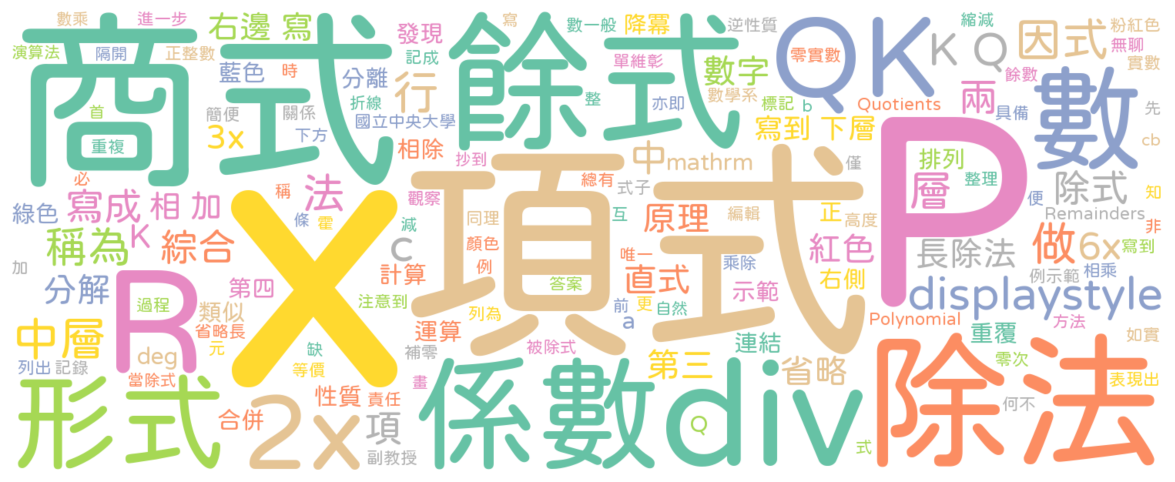 數乘 進一步 右邊 寫 發現 降冪 寫 數一般 逆性質 縮減 粉紅色
演算法 隔開 正整數 記成 單維彰 零實數 K Q 因式 無聊
商式 餘式 QK 實數
首 藍色 時 分離 行 整 數字 餘數
重複 簡便 關係 折線 亦即 數學系 標記 b Quotients 兩 具備 數 先
3x 下方 國立中央大學 寫到 下層 cb
必 相除 抄到 中 mathrm 排列
稱 法 觀察 總有 僅 層 整理 除式 知
綠色 寫成 相 加 條 霍 減 同理 式子 互 原理 編輯 正 高度 便 Remainders 非
稱為 K 綜合 X c 顏色 項式 紅色 P 長除法 做 6x 寫到
加 計算 例 唯一 直式 乘除 右側 例示範 相乘
分解 R 過程 第四 注意到 答案 前 更 自然 示範 displaystyle
類似 列為 a Polynomial 方法
中層 省略長 元 缺 運算 被除式 連結 重覆 如實
列出 記錄 deg 等價 補零 第三 省略 零次
形式 當除式 性質 責任 畫 係數 div 除法 表現出
合併 2x 項 Q 何不
副教授 式